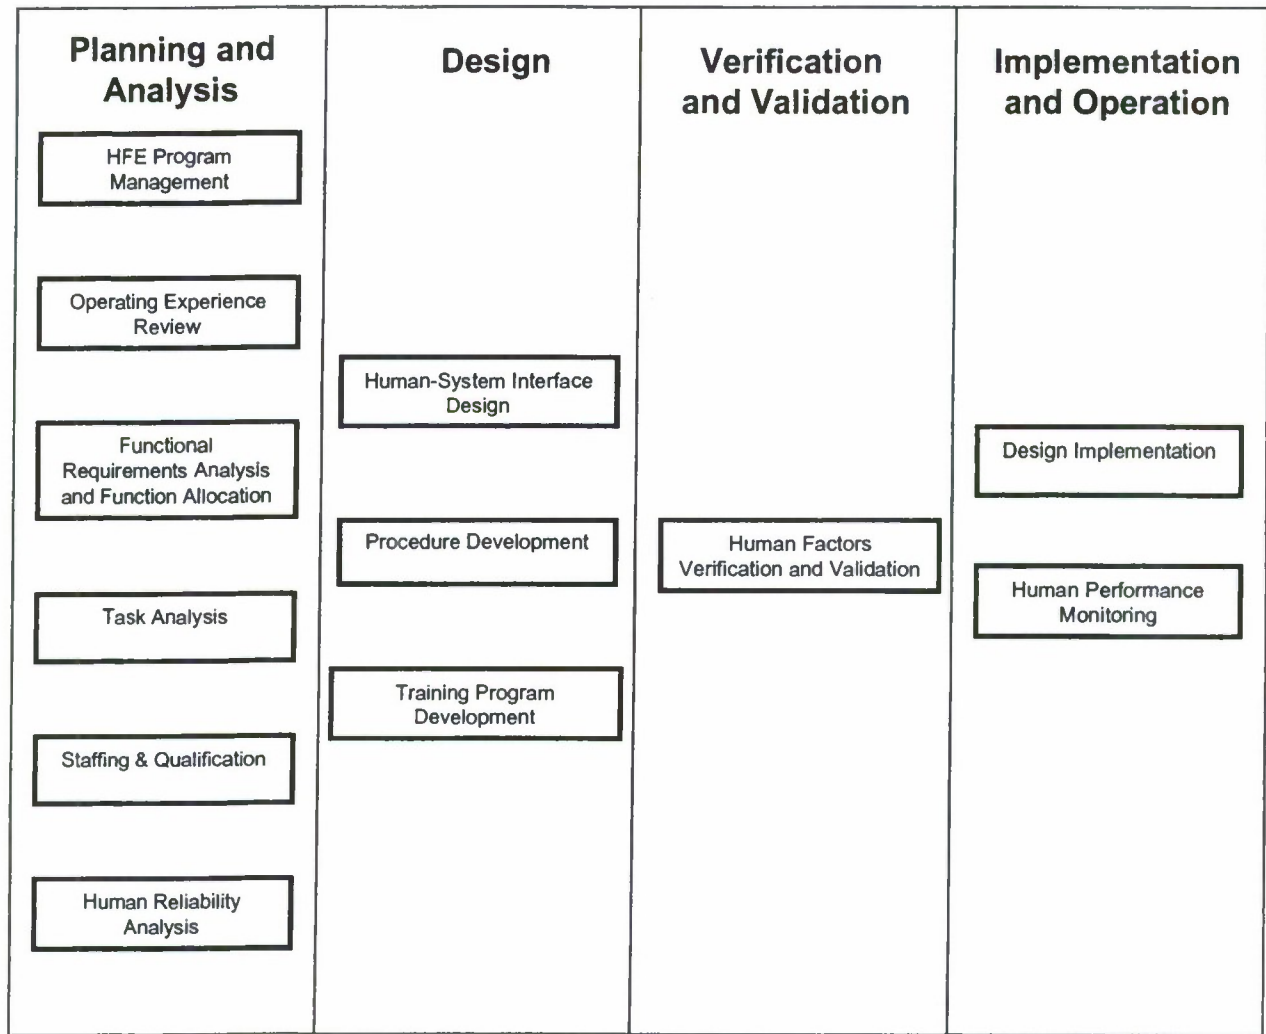 Planning and
Analysis
HFE Program
Management
Operating Experience
Review
Functional
Requirements Analysis
and Function Allocation
Task Analysis
Staffing & Qualification
Human Reliability
Analysis
Design
Human-System Interface
Design
Procedure Development
Training Program
Development
Verification
and Validation
Human Factors
Verification and Validation
Implementation
and Operation
Design Implementation
Human Performance
Monitoring